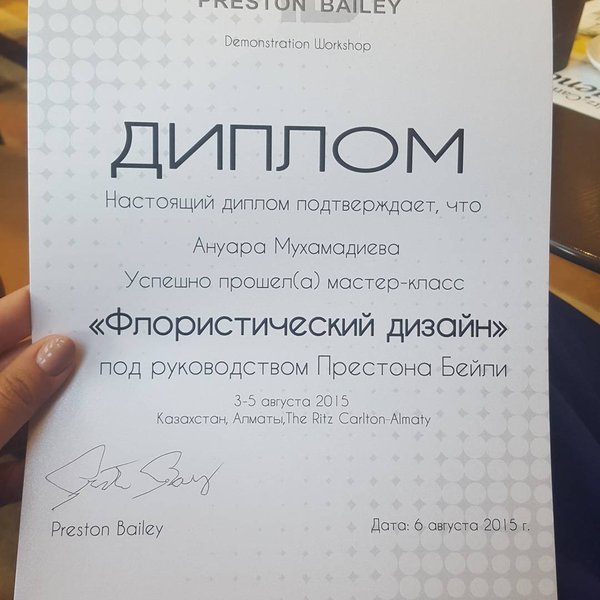 PRESTON BAILEY
Demonstration Workshop
ДИПЛОМ
Настоящий диплом подтверждает, что
Ануара Мухамадиева
Успешно прошел(а) мастер-класс
«Флористический дизайн»
под руководством Престона Бейли
3-5 августа 2015
Казахстан, Алматы,The Ritz Carlton-Almaty
Preston Bailey
Дата: 6 августа 2015 г.